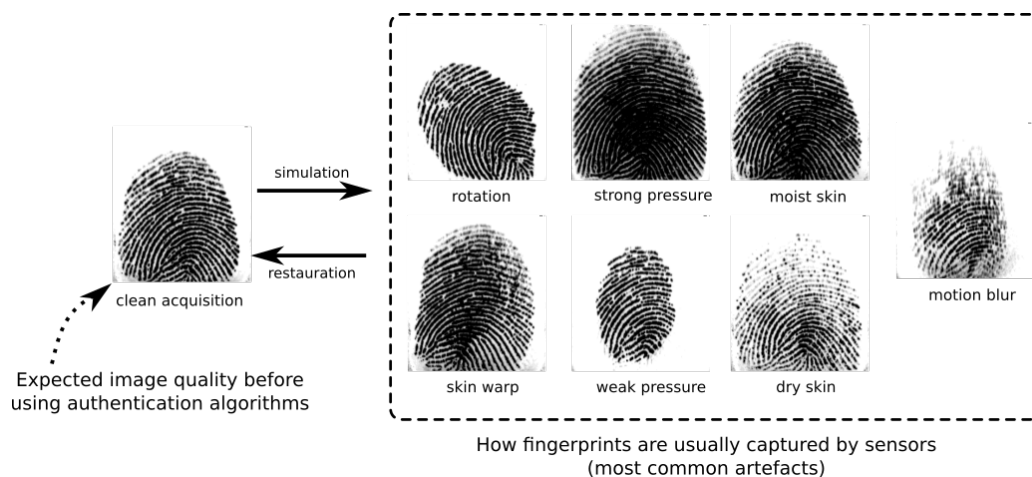 simulation
restauration
clean acquisition
Expected image quality before
using authentication algorithms
rotation
strong pressure
moist skin
skin warp
weak pressure
dry skin
motion blur
How fingerprints are usually captured by sensors
(most common artefacts)